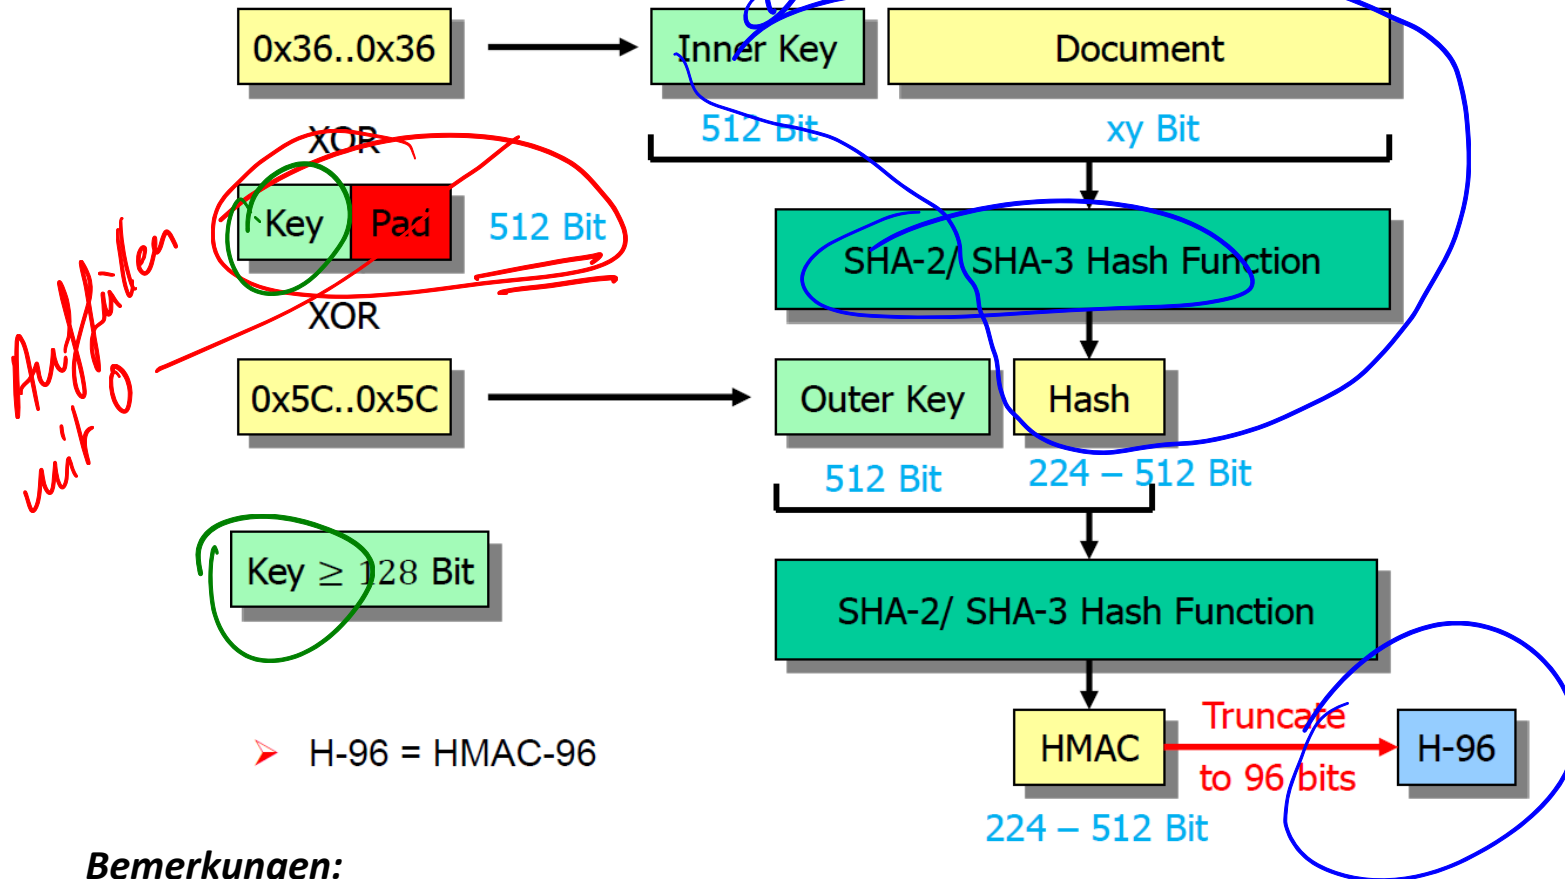 0x36..0x36
Inner Key
Document
XOR
512 Bit
xy Bit
Key
Pad
512 Bit
SHA-2/ SHA-3 Hash Function
Auffüllen
mit 0
XOR
0x5C..0x5C
Outer Key
Hash
512 Bit
224 – 512 Bit
Key ≥ 128 Bit
SHA-2/ SHA-3 Hash Function
HMAC
Truncate
to 96 bits
H-96
➢ H-96 = HMAC-96
224 – 512 Bit
Bemerkungen: